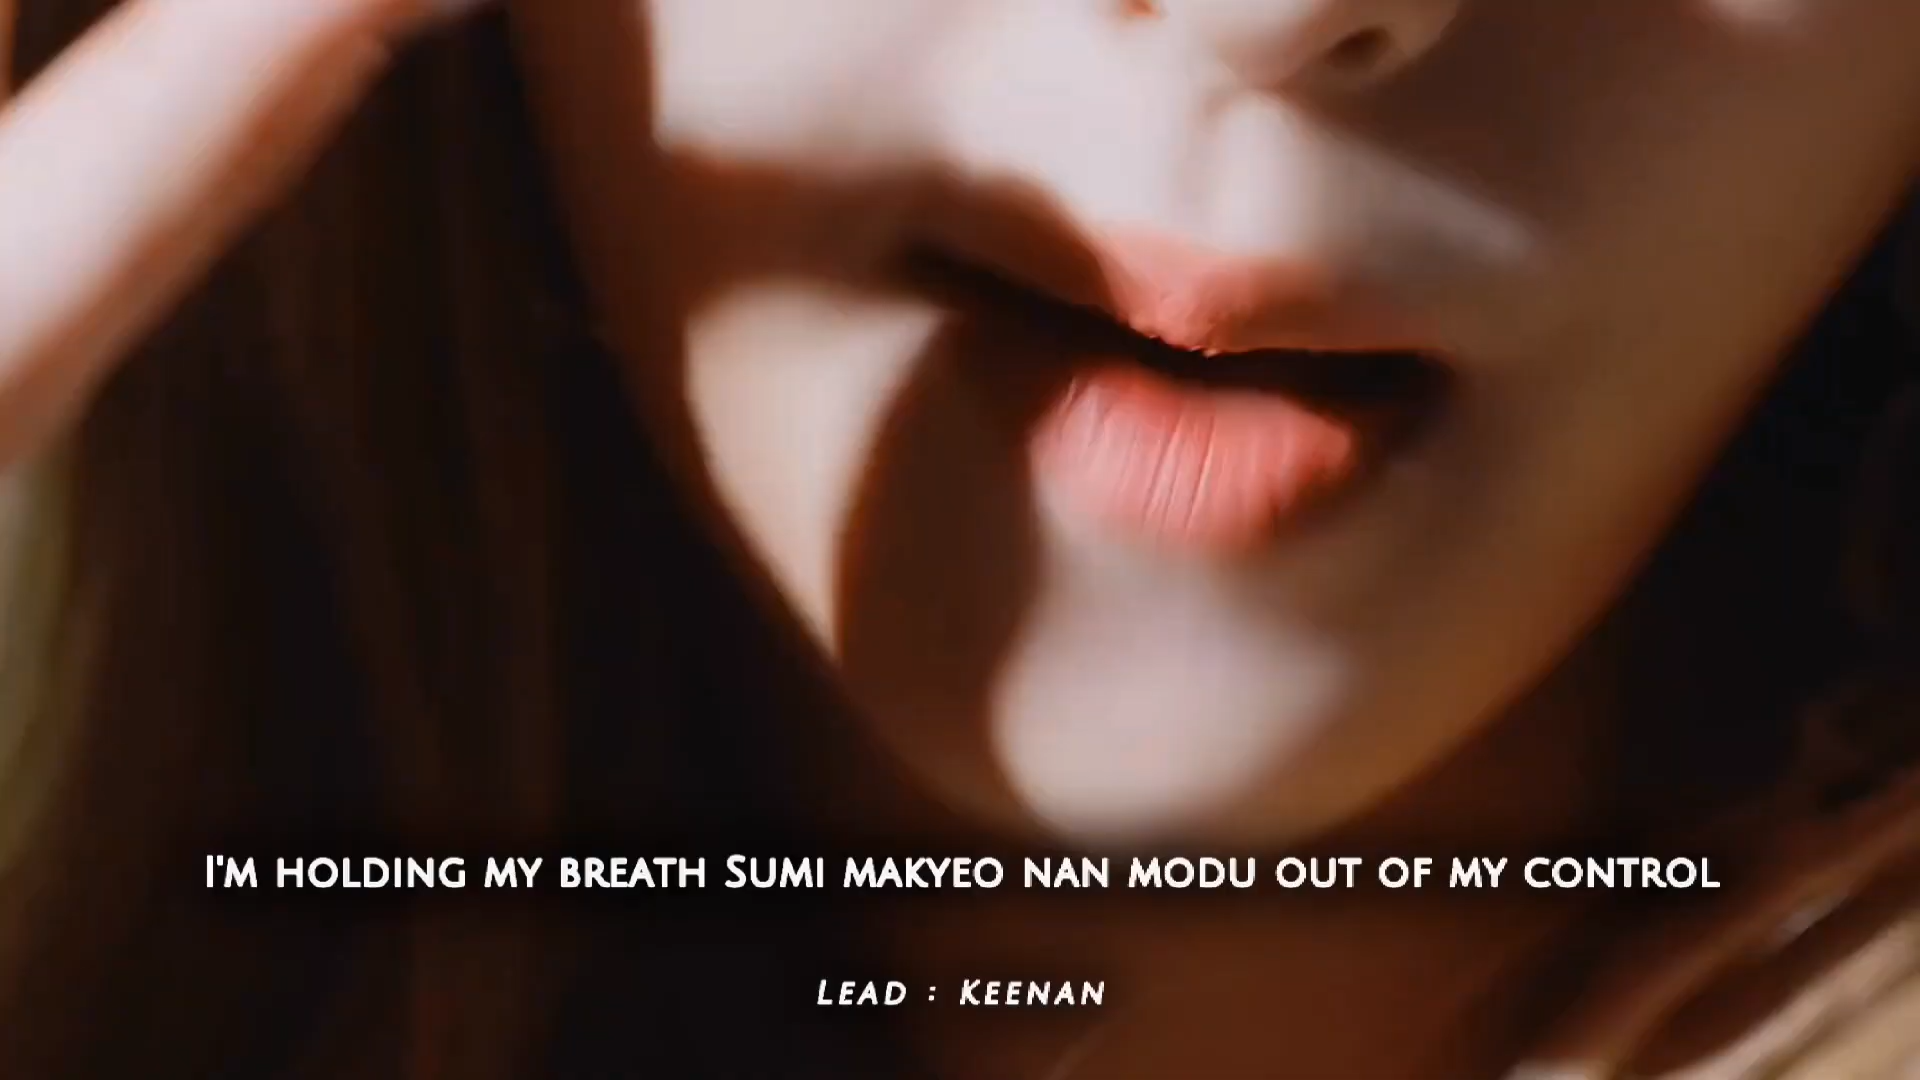 I'm holding my breath Sumi makyeo nan modu out of my control
Lead : Keenan